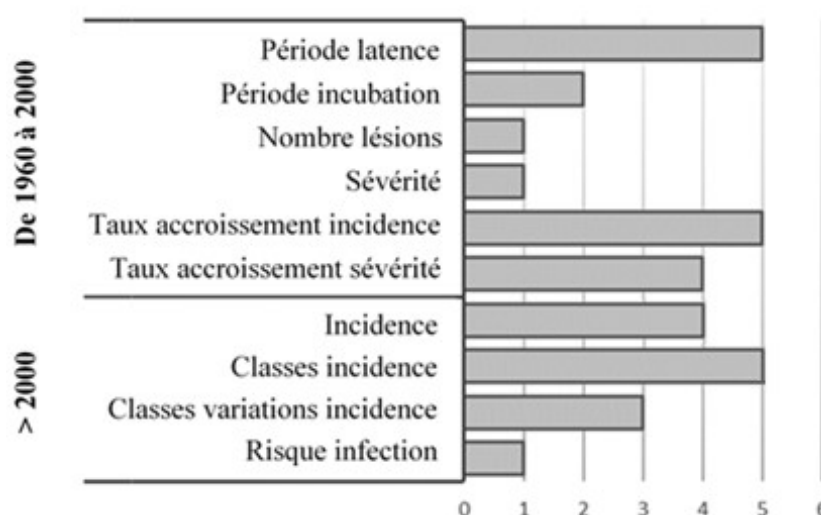 De 1960 à 2000
Période latence
Période incubation
Nombre lésions
Sévérité
Taux accroissement incidence
Taux accroissement sévérité
> 2000
Incidence
Classes incidence
Classes variations incidence
Risque infection
0 1 2 3 4 5 6